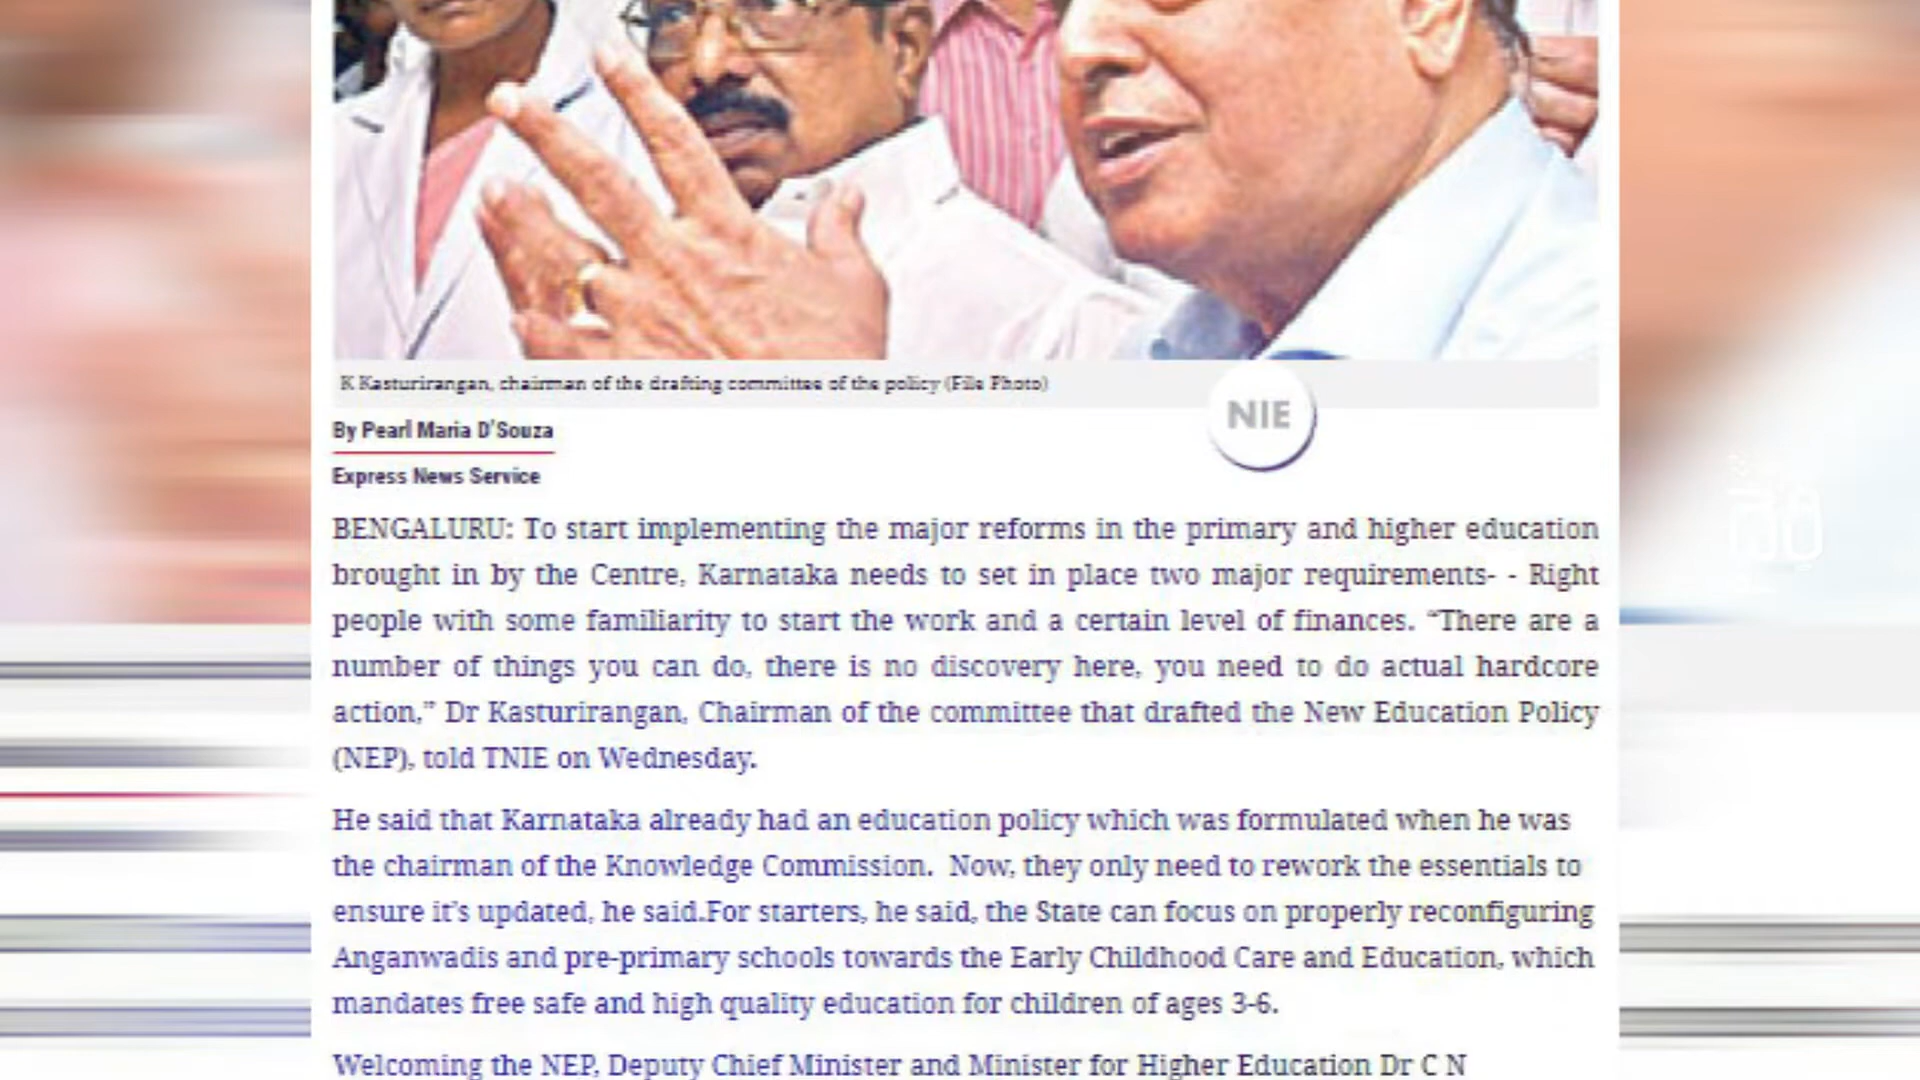 K Kasturirangan, chairman of the drafting committee of the policy (File Photo)
NIE
By Pearl Maria D'Souza
Express News Service
BENGALURU: To start implementing the major reforms in the primary and higher education
brought in by the Centre, Karnataka needs to set in place two major requirements- - Right
people with some familiarity to start the work and a certain level of finances. “There are a
number of things you can do, there is no discovery here, you need to do actual hardcore
action,” Dr Kasturirangan, Chairman of the committee that drafted the New Education Policy
(NEP), told TNIE on Wednesday.
He said that Karnataka already had an education policy which was formulated when he was
the chairman of the Knowledge Commission.  Now, they only need to rework the essentials to
ensure it’s updated, he said.For starters, he said, the State can focus on properly reconfiguring
Anganwadis and pre-primary schools towards the Early Childhood Care and Education, which
mandates free safe and high quality education for children of ages 3-6.
Welcoming the NEP, Deputy Chief Minister and Minister for Higher Education Dr C N